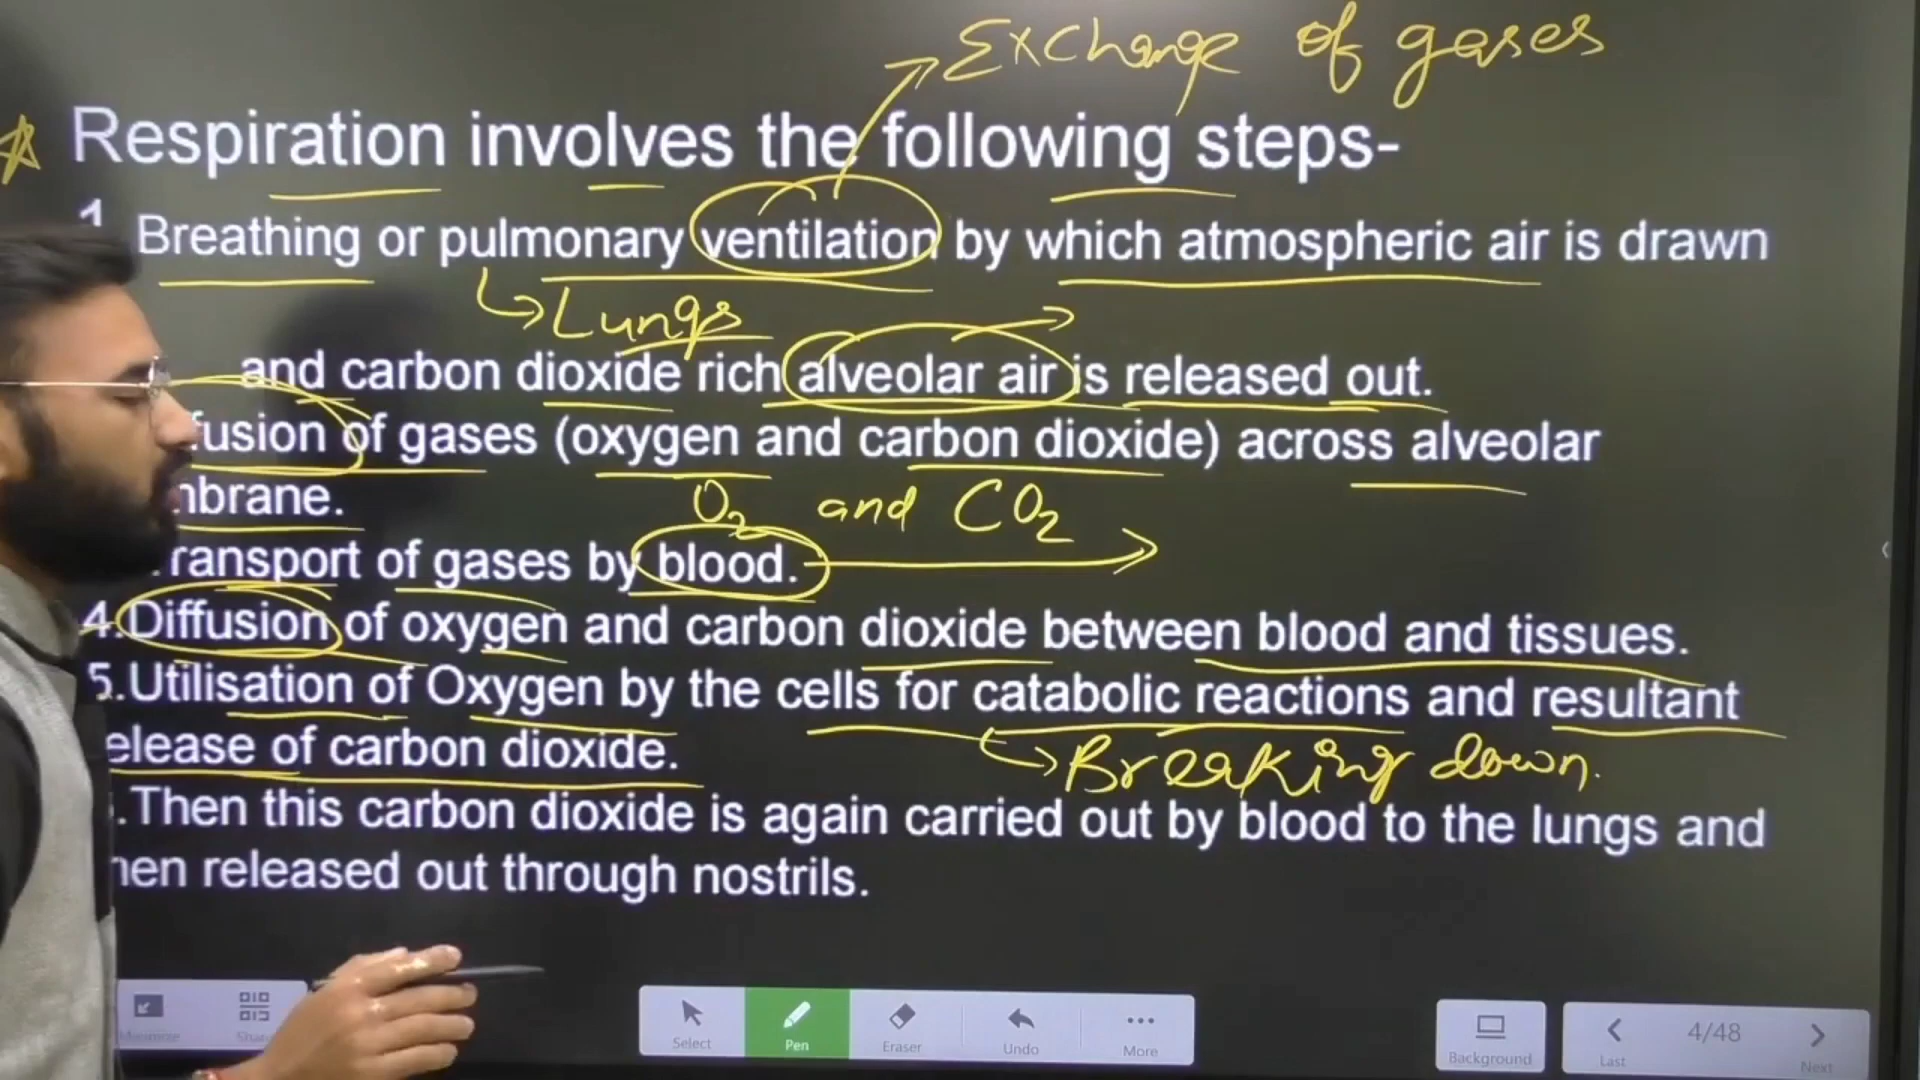 Exchange of gases
Respiration involves the following steps-
1 Breathing or pulmonary ventilation by which atmospheric air is drawn
Lungs
and carbon dioxide rich alveolar air is released out.
fusion of gases (oxygen and carbon dioxide) across alveolar
mbrane.
O₂ and CO₂
.Transport of gases by blood.
4.Diffusion of oxygen and carbon dioxide between blood and tissues.
5.Utilisation of Oxygen by the cells for catabolic reactions and resultant
elease of carbon dioxide.
Breaking down.
.Then this carbon dioxide is again carried out by blood to the lungs and
hen released out through nostrils.
Minimize Share Select Pen Eraser Undo More Background Last 4/48 Next